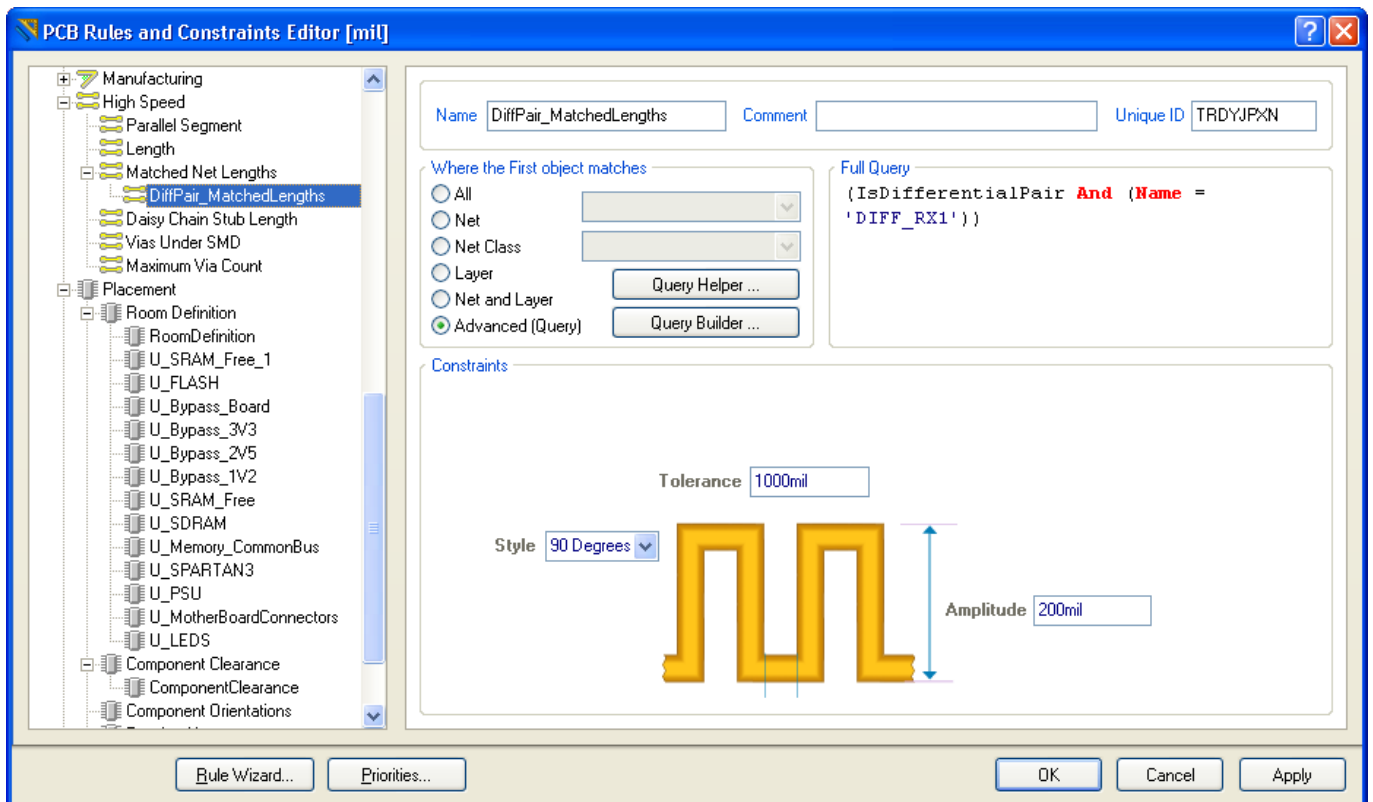 PCB Rules and Constraints Editor [mil]
Manufacturing
High Speed
Parallel Segment
Length
Matched Net Lengths
DiffPair_MatchedLengths
Daisy Chain Stub Length
Vias Under SMD
Maximum Via Count
Placement
Room Definition
RoomDefinition
U_SRAM_Free_1
U_FLASH
U_Bypass_Board
U_Bypass_3V3
U_Bypass_2V5
U_Bypass_1V2
U_SRAM_Free
U_SDRAM
U_Memory_CommonBus
U_SPARTAN3
U_PSU
U_MotherBoardConnectors
U_LEDS
Component Clearance
ComponentClearance
Component Orientations
Name DiffPair_MatchedLengths Comment Unique ID TRDYJPXN
Where the First object matches
All
Net
Net Class
Layer
Net and Layer
Advanced (Query)
Query Helper ...
Query Builder ...
Full Query
(IsDifferentialPair And (Name =
'DIFF_RX1'))
Constraints
Tolerance 1000mil
Style 90 Degrees
Amplitude 200mil
Rule Wizard... Priorities... OK Cancel Apply